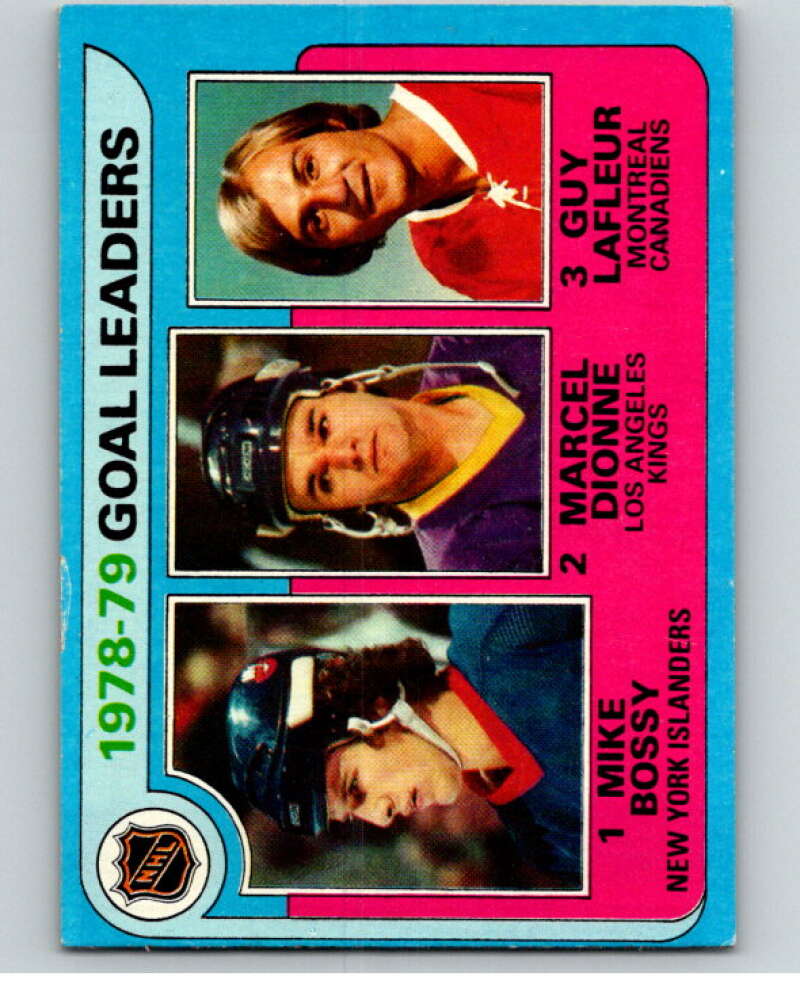 1978-79 GOAL LEADERS
NHL
1 MIKE
BOSSY
NEW YORK ISLANDERS
2 MARCEL
DIONNE
LOS ANGELES
KINGS
3 GUY
LAFLEUR
MONTREAL
CANADIENS